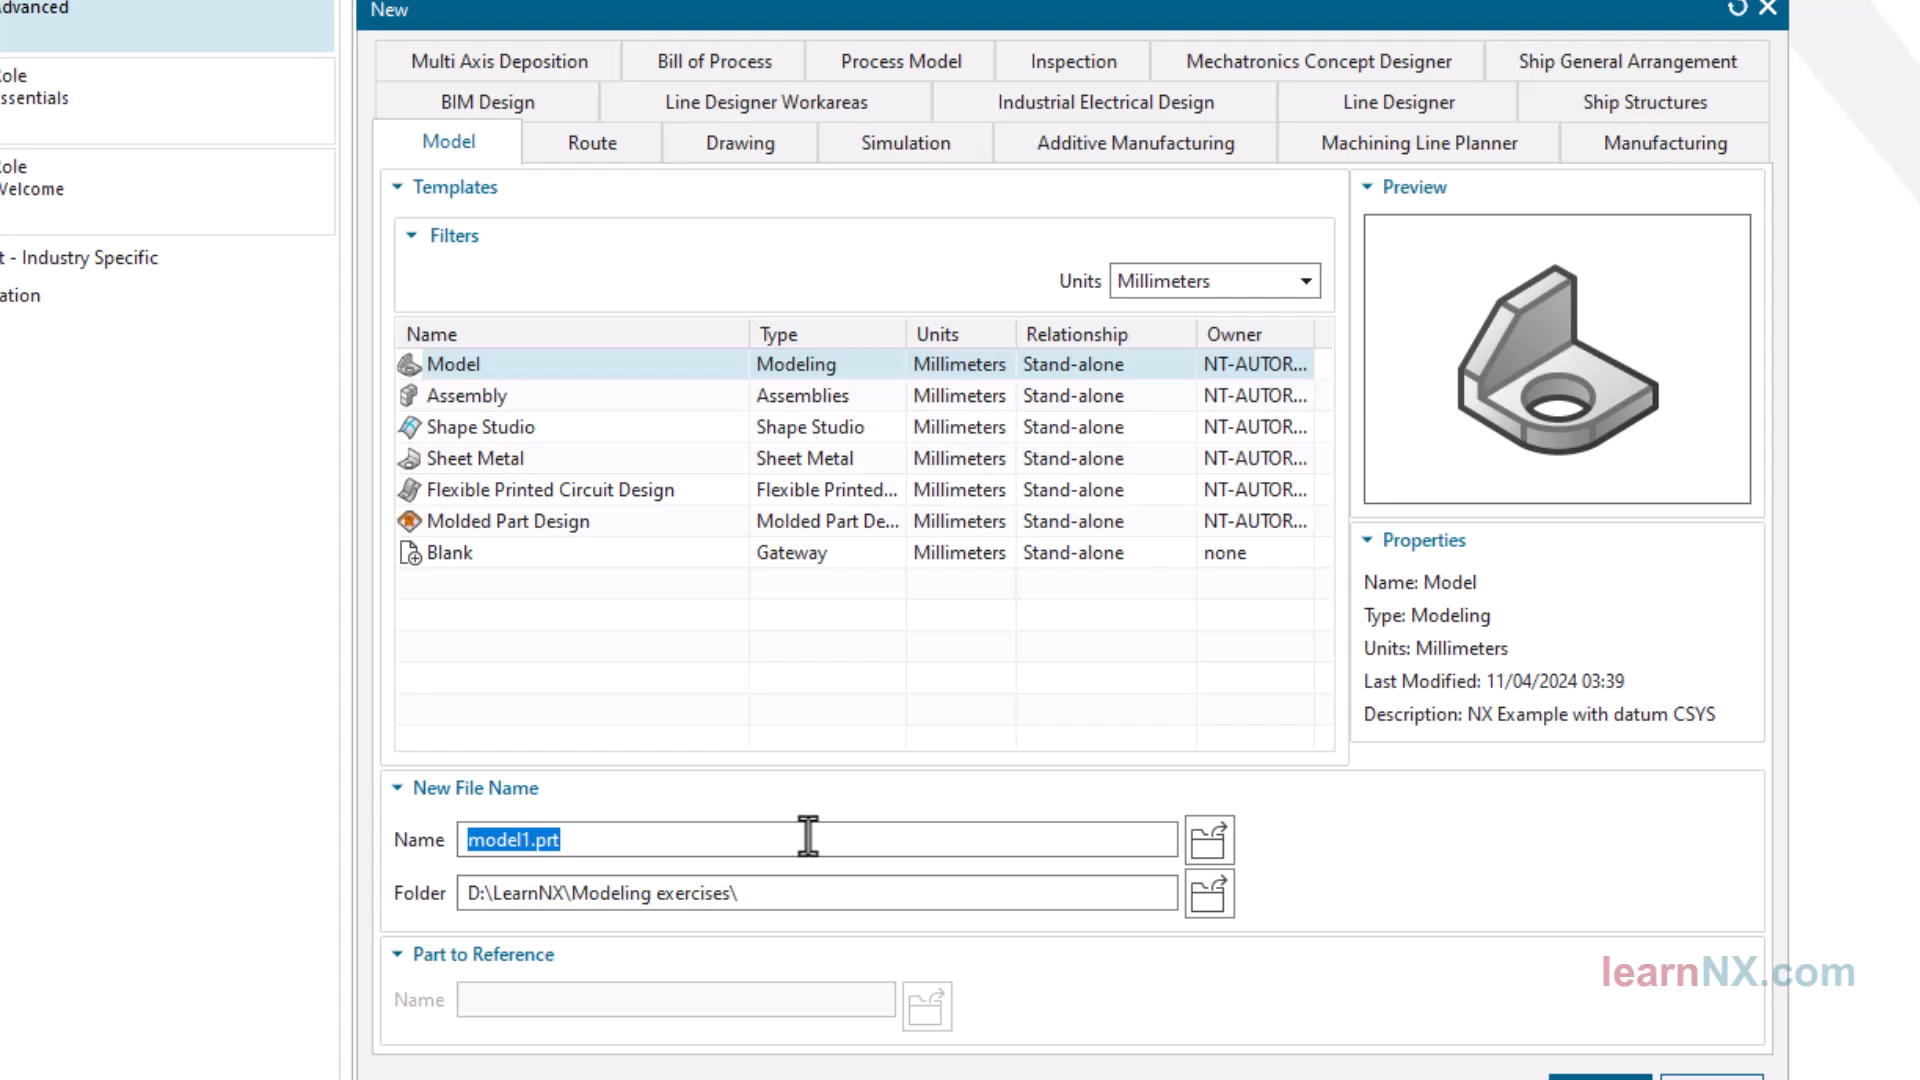 New
Multi Axis Deposition Bill of Process Process Model Inspection Mechatronics Concept Designer Ship General Arrangement
BIM Design Line Designer Workareas Industrial Electrical Design Line Designer Ship Structures
Model Route Drawing Simulation Additive Manufacturing Machining Line Planner Manufacturing
dvanced
ole
ssentials
ole
Welcome
t - Industry Specific
ation
Templates
Filters
Units Millimeters
Name Type Units Relationship Owner
Model Modeling Millimeters Stand-alone NT-AUTOR...
Assembly Assemblies Millimeters Stand-alone NT-AUTOR...
Shape Studio Shape Studio Millimeters Stand-alone NT-AUTOR...
Sheet Metal Sheet Metal Millimeters Stand-alone NT-AUTOR...
Flexible Printed Circuit Design Flexible Printed... Millimeters Stand-alone NT-AUTOR...
Molded Part Design Molded Part De... Millimeters Stand-alone NT-AUTOR...
Blank Gateway Millimeters Stand-alone none
Preview
Properties
Name: Model
Type: Modeling
Units: Millimeters
Last Modified: 11/04/2024 03:39
Description: NX Example with datum CSYS
New File Name
Name model1.prt
Folder D:\LearnNX\Modeling exercises\
Part to Reference
Name
learnNX.com